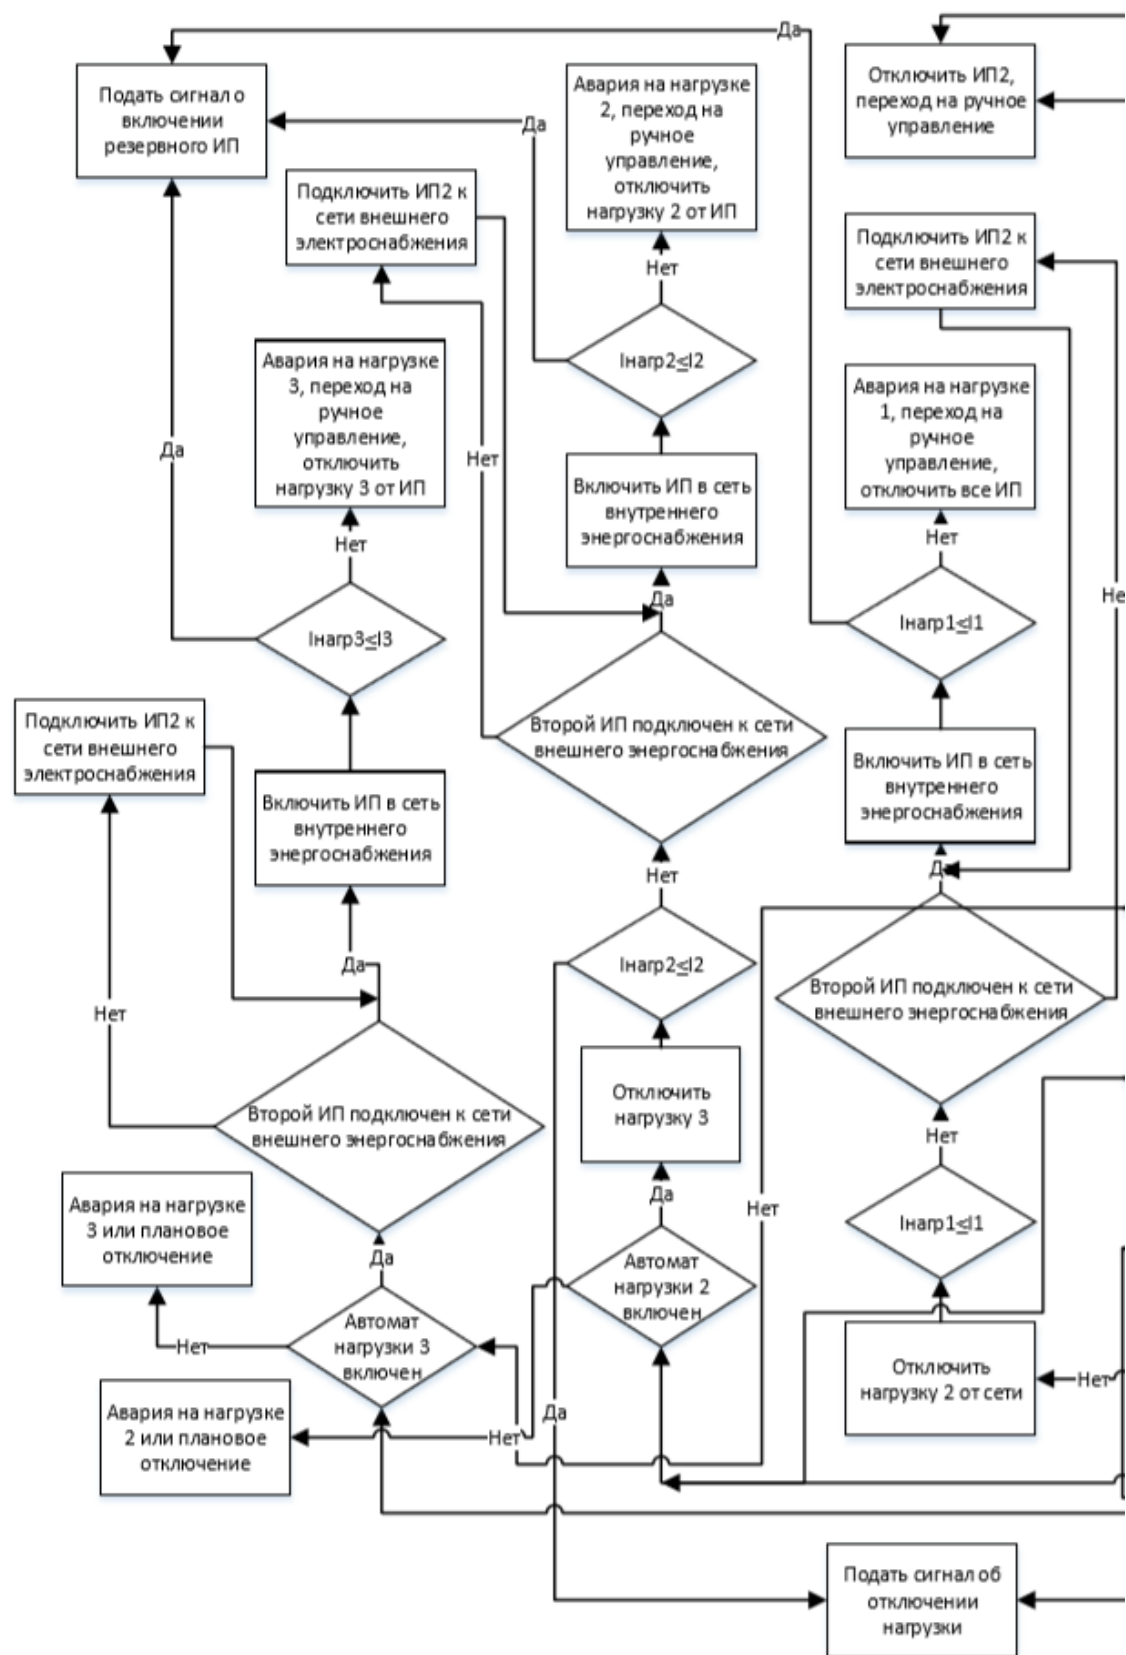 Да
Подать сигнал о
включении
резервного ИП
Да
Авария на нагрузке
2, переход на
ручное
управление,
отключить
нагрузку 2 от ИП
Отключить ИП2,
переход на ручное
управление
Подключить ИП2 к
сети внешнего
электроснабжения
Нет
Подключить ИП2 к
сети внешнего
электроснабжения
Авария на нагрузке
3, переход на
ручное
управление,
отключить
нагрузку 3 от ИП
Iнагр2≤I2
Авария на нагрузке
1, переход на
ручное
управление,
отключить все ИП
Да
Нет
Включить ИП в сеть
внутреннего
энергоснабжения
Нет
Нет
Да
Не
Iнагр3≤I3
Iнагр1≤I1
Подключить ИП2 к
сети внешнего
электроснабжения
Второй ИП подключен к сети
внешнего энергоснабжения
Включить ИП в сеть
внутреннего
энергоснабжения
Включить ИП в сеть
внутреннего
энергоснабжения
Нет
Да
Да
Iнагр2≤I2
Второй ИП подключен к сети
внешнего энергоснабжения
Нет
Отключить
нагрузку 3
Второй ИП подключен к сети
внешнего энергоснабжения
Нет
Авария на нагрузке
3 или плановое
отключение
Да
Нет
Iнагр1≤I1
Да
Автомат
нагрузки 2
включен
Автомат
нагрузки 3
включен
Нет
Отключить
нагрузку 2 от сети
Нет
Авария на нагрузке
2 или плановое
отключение
Да
Нет
Подать сигнал об
отключении
нагрузки